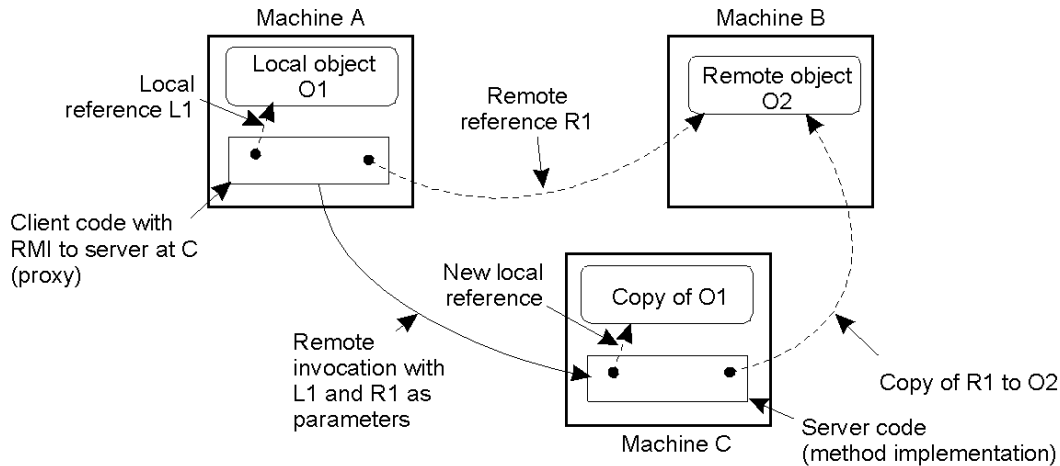 Machine A
Machine B
Local object
O1
Remote object
O2
Local
reference L1
Remote
reference R1
Client code with
RMI to server at C
(proxy)
New local
reference
Copy of O1
Remote
invocation with
L1 and R1 as
parameters
Copy of R1 to O2
Machine C
Server code
(method implementation)